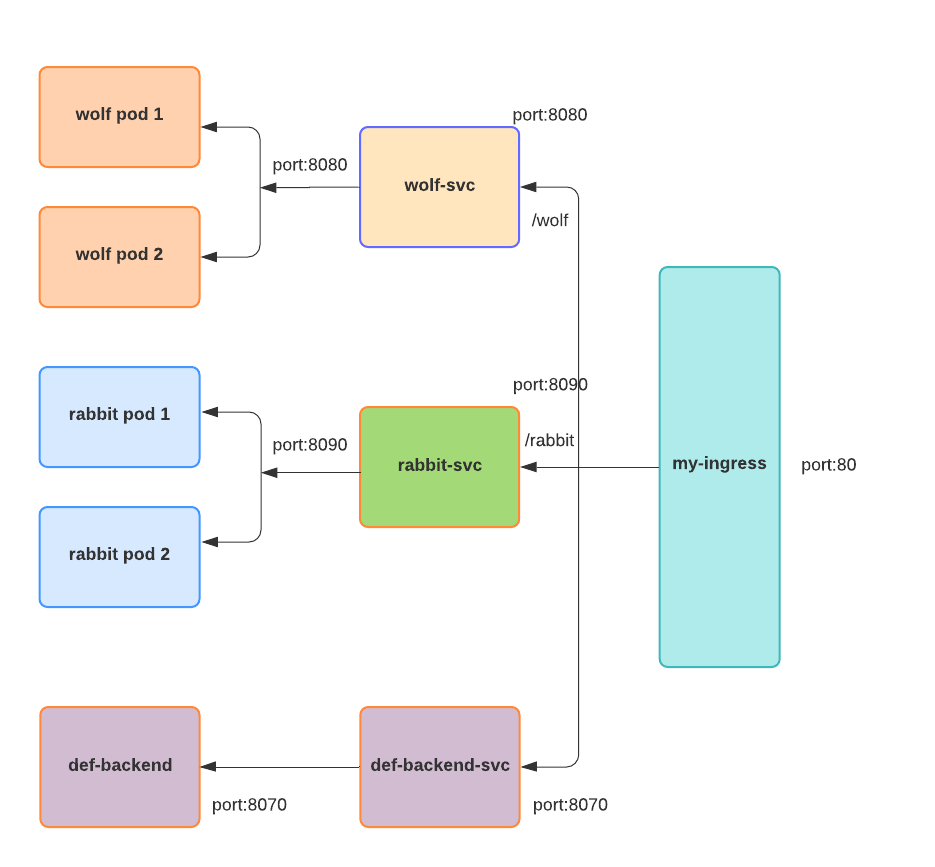 wolf pod 1
port:8080
port:8080
wolf-svc
/wolf
wolf pod 2
rabbit pod 1
port:8090
port:8090
/rabbit
rabbit-svc
my-ingress
port:80
rabbit pod 2
def-backend
def-backend-svc
port:8070
port:8070